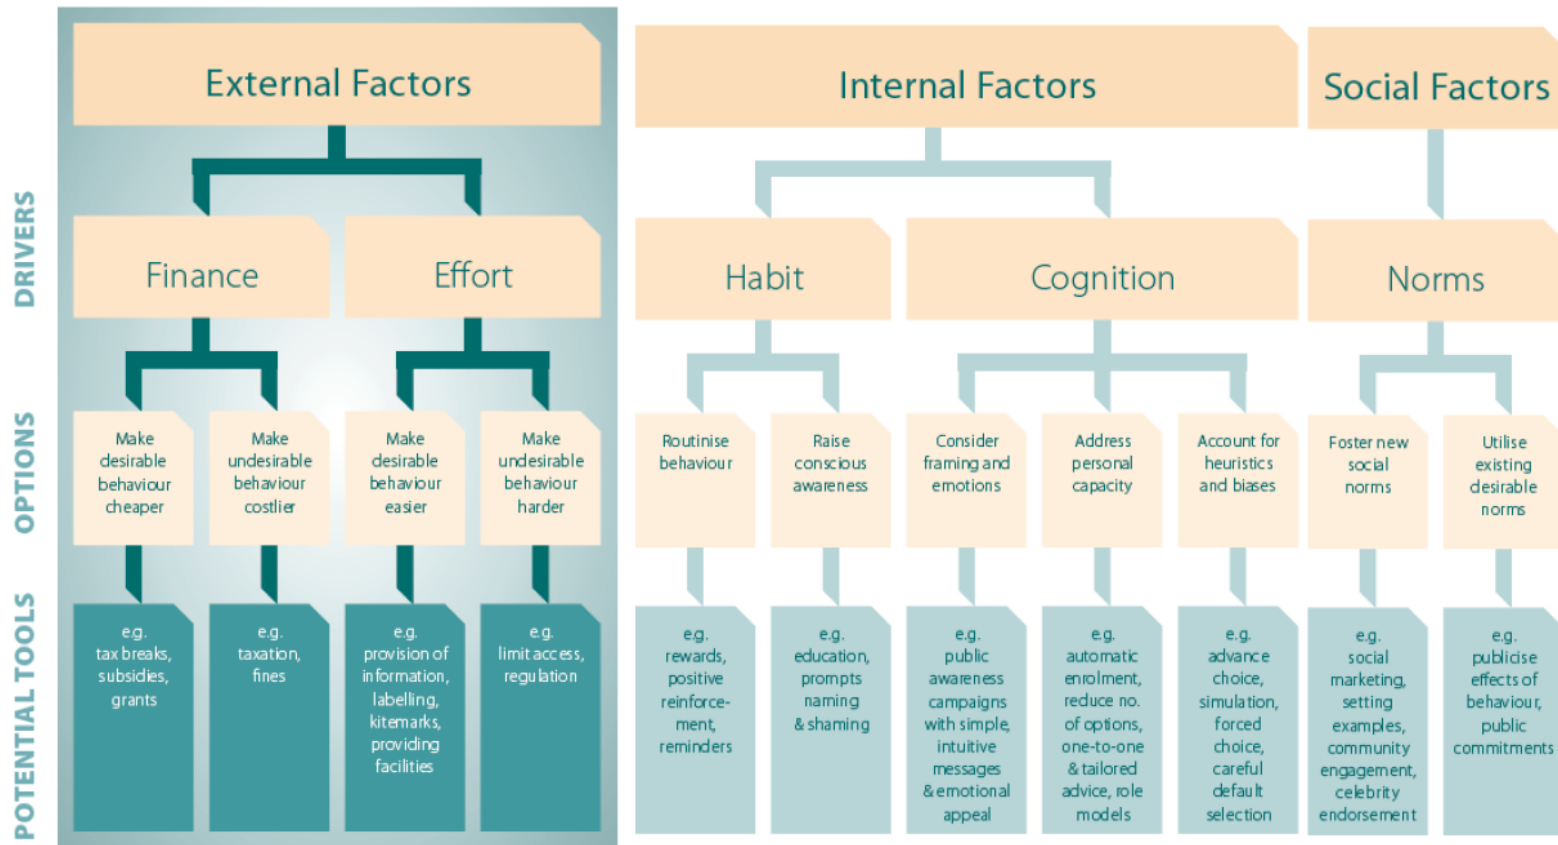 External Factors
Internal Factors
Social Factors
DRIVERS
Finance
Effort
Habit
Cognition
Norms
OPTIONS
Make
desirable
behaviour
cheaper
Make
undesirable
behaviour
costlier
Make
desirable
behaviour
easier
Make
undesirable
behaviour
harder
Routinise
behaviour
Raise
conscious
awareness
Consider
framing and
emotions
Address
personal
capacity
Account for
heuristics
and biases
Foster new
social
norms
Utilise
existing
desirable
norms
POTENTIAL TOOLS
e.g.
tax breaks,
subsidies,
grants
e.g.
taxation,
fines
e.g.
provision of
information,
labelling,
kitemarks,
providing
facilities
e.g.
limit access,
regulation
e.g.
rewards,
positive
reinforce-
ment,
reminders
e.g.
education,
prompts
naming
& shaming
e.g.
public
awareness
campaigns
with simple,
intuitive
messages
& emotional
appeal
e.g.
automatic
enrolment,
reduce no.
of options,
one-to-one
& tailored
advice, role
models
e.g.
advance
choice,
simulation,
forced
choice,
careful
default
selection
e.g.
social
marketing,
setting
examples,
community
engagement,
celebrity
endorsement
e.g.
publicise
effects of
behaviour,
public
commitments